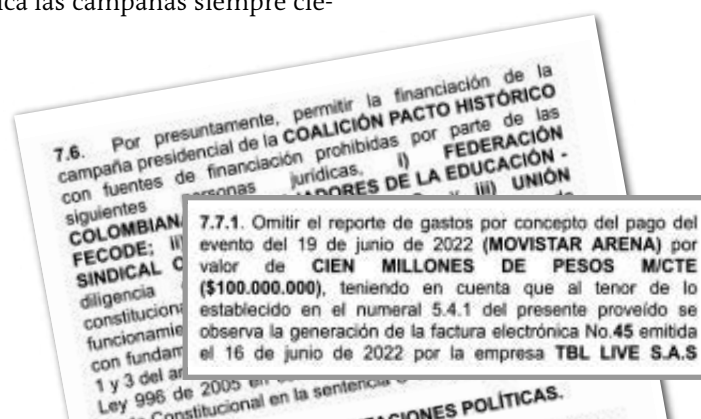 ica las campañas siempre cie-
7.6. Por presuntamente, permitir la financiación de la
campaña presidencial de la COALICIÓN PACTO HISTÓRICO
con fuentes de financiación prohibidas por parte de las
siguientes personas jurídicas, i) FEDERACIÓN
COLOMBIANA ADORES DE LA EDUCACIÓN -
FECODE; ii) iii) UNIÓN
SINDICAL
diligencia
constitucional
funcionamie
con fundam
1 y 3 del ar
Ley 996 de 2005 en
Constitucional en la sentencia
ACIONES POLÍTICAS.
7.7.1. Omitir el reporte de gastos por concepto del pago del
evento del 19 de junio de 2022 (MOVISTAR ARENA) por
valor de CIEN MILLONES DE PESOS M/CTE
($100.000.000), teniendo en cuenta que al tenor de lo
establecido en el numeral 5.4.1 del presente proveído se
observa la generación de la factura electrónica No.45 emitida
el 16 de junio de 2022 por la empresa TBL LIVE S.A.S